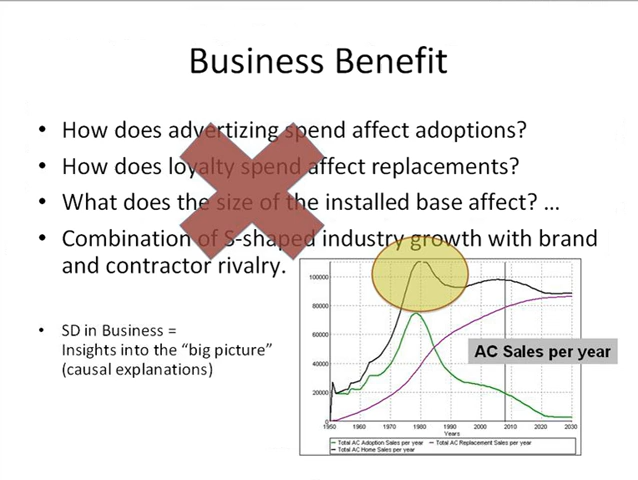 Business Benefit
• How does advertizing spend affect adoptions?
• How does loyalty spend affect replacements?
• What does the size of the installed base affect? ...
• Combination of S-shaped industry growth with brand
and contractor rivalry.
• SD in Business =
Insights into the “big picture”
(causal explanations)
100000
80000
60000
40000
20000
0
1950 1960 1970 1980 1990 2000 2010 2020 2030
Years
AC Sales per year
Total AC Adoption Sales per year Total AC Replacement Sales per year
Total AC Home Sales per year